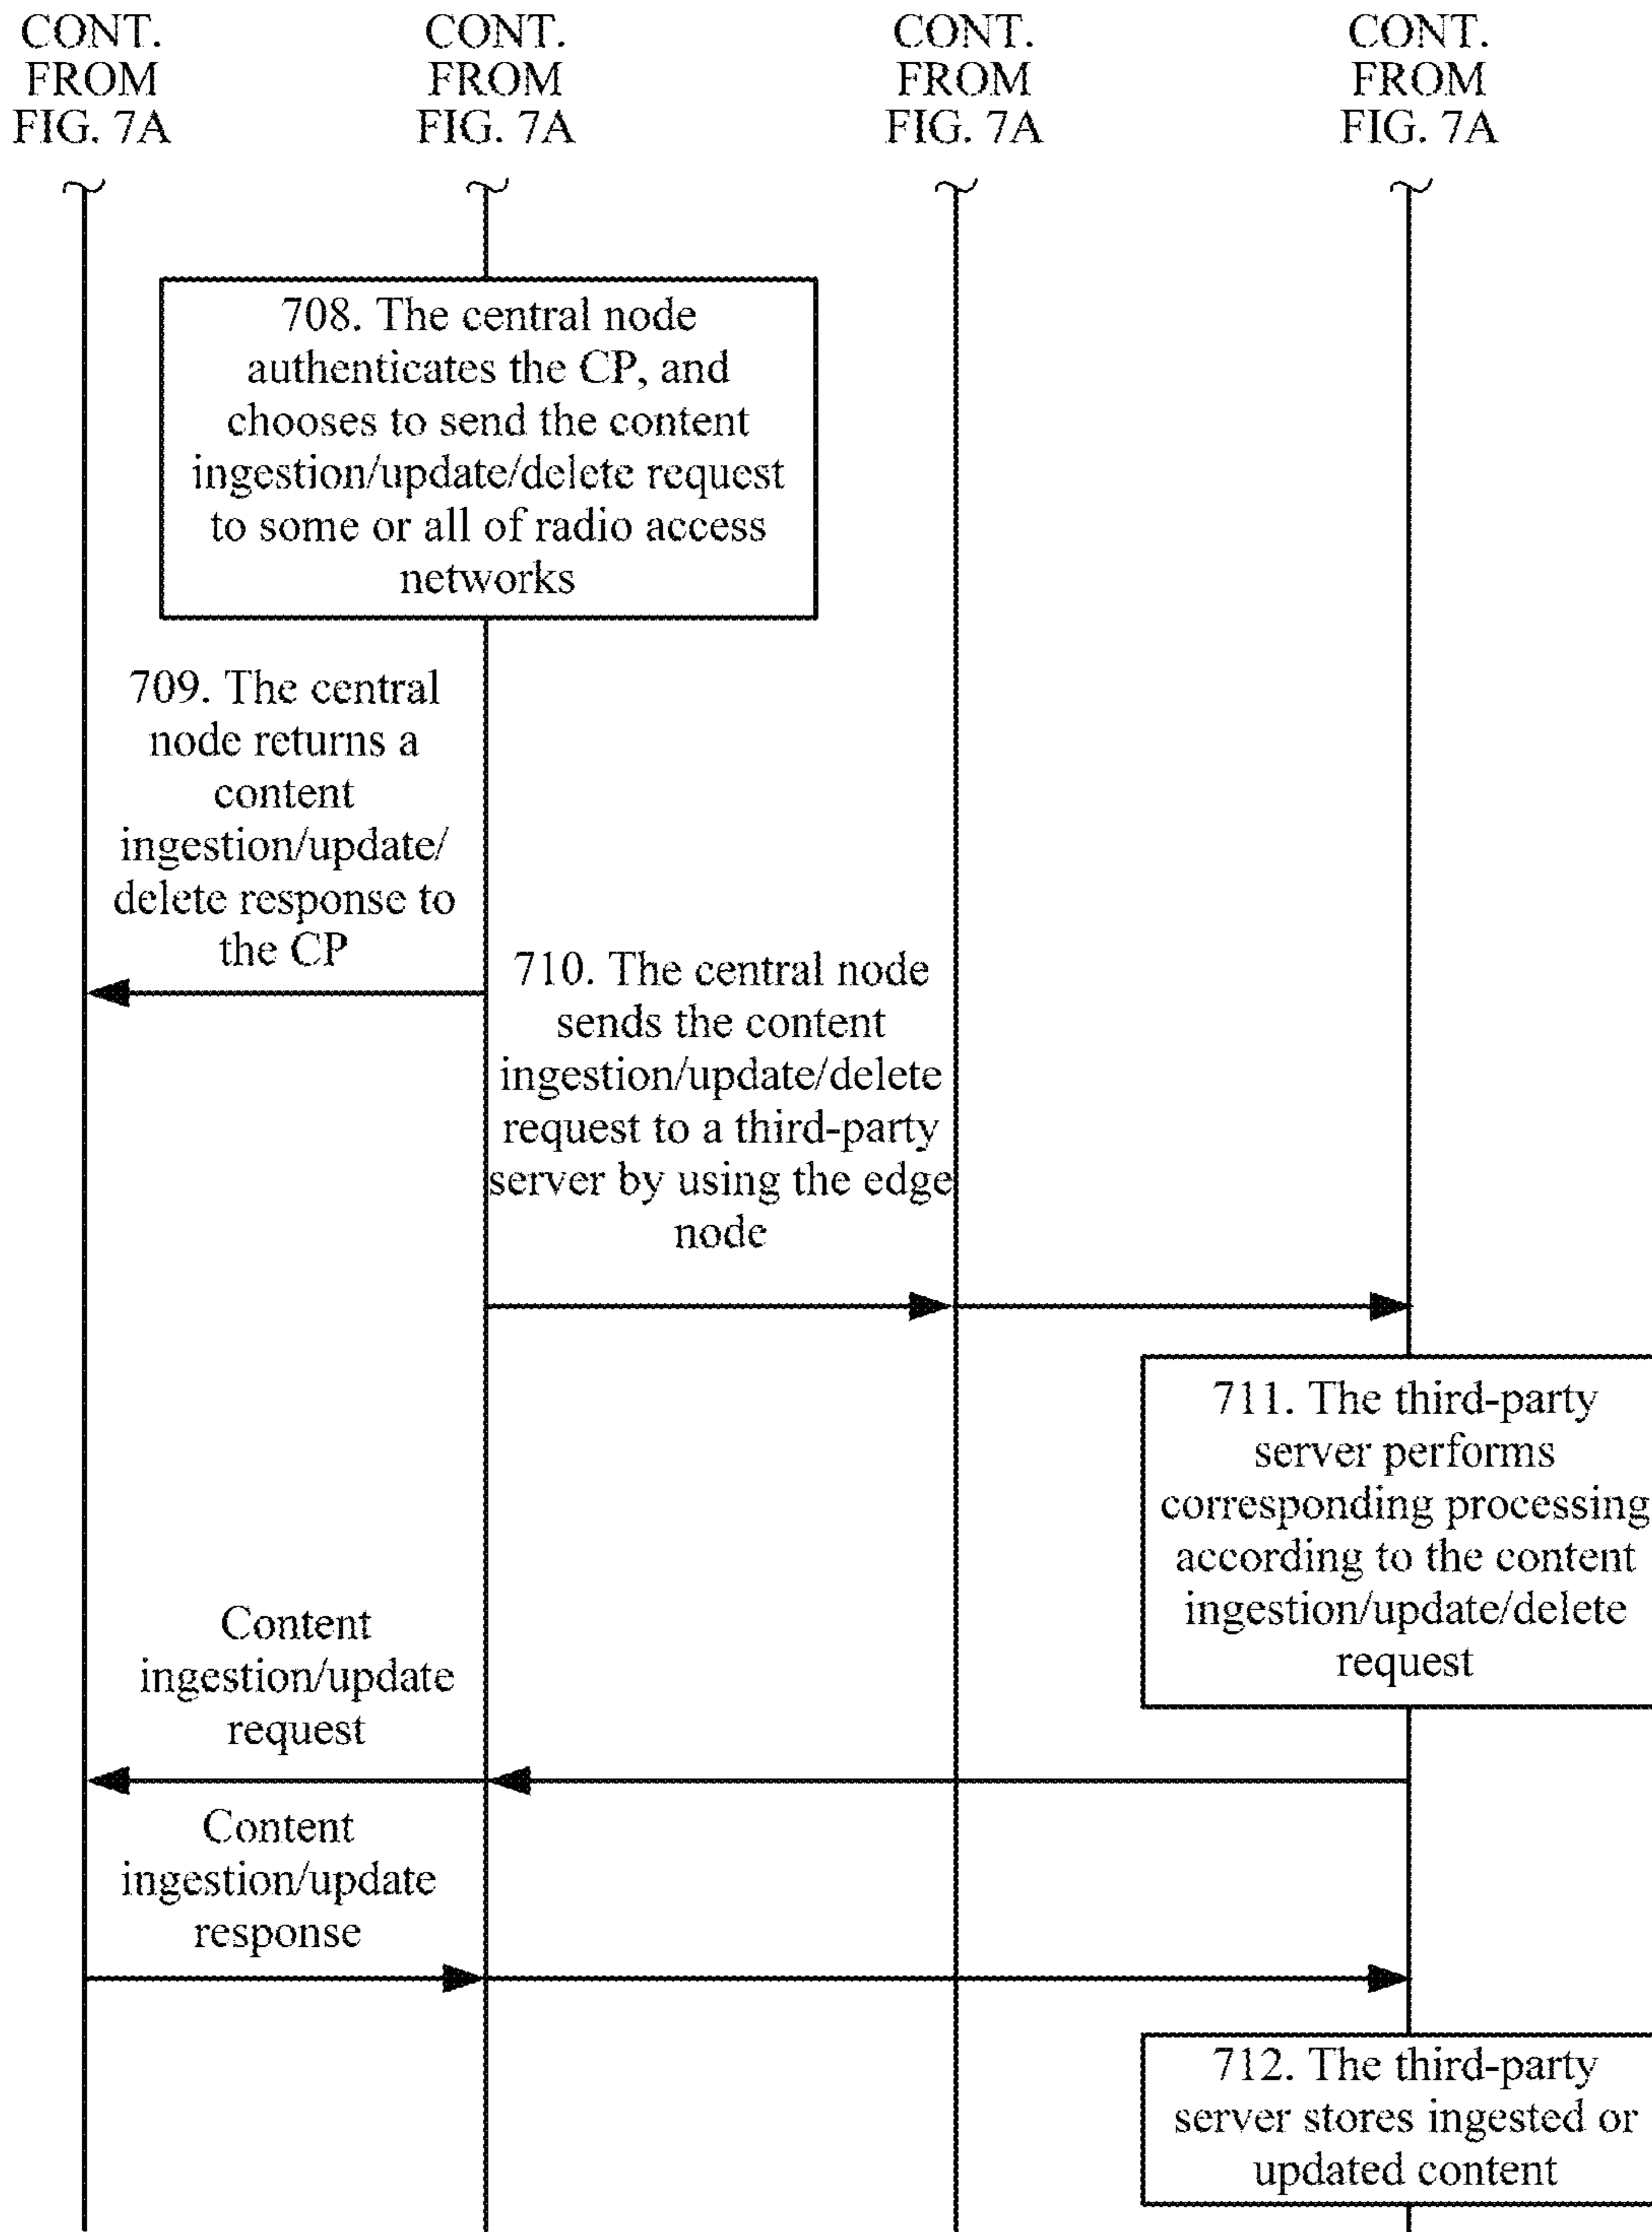 CONT.
FROM
FIG. 7A
CONT.
FROM
FIG. 7A
CONT.
FROM
FIG. 7A
CONT.
FROM
FIG. 7A
708. The central node
authenticates the CP, and
chooses to send the content
ingestion/update/delete request
to some or all of radio access
networks
709. The central
node returns a
content
ingestion/update/
delete response to
the CP
710. The central node
sends the content
ingestion/update/delete
request to a third-party
server by using the edge
node
711. The third-party
server performs
corresponding processing
according to the content
ingestion/update/delete
request
Content
ingestion/update
request
Content
ingestion/update
response
712. The third-party
server stores ingested or
updated content